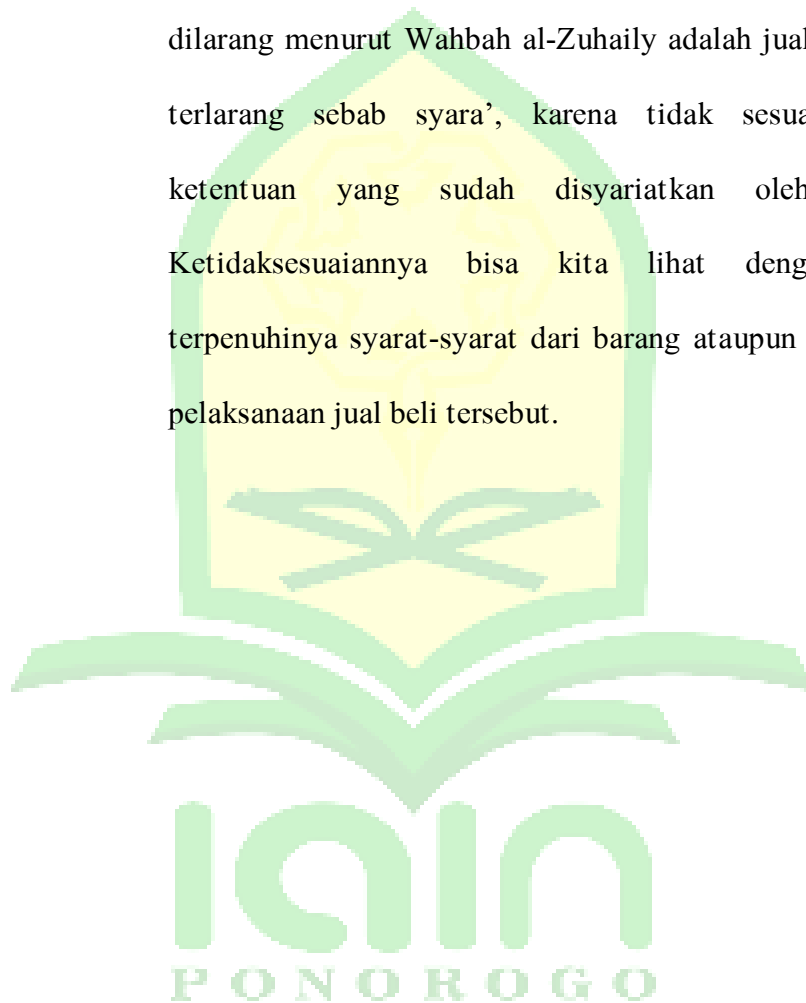 dilarang menurut Wahbah al-Zuhaily adalah jual
terlarang sebab syara’, karena tidak sesua
ketentuan yang sudah disyariatkan oleh
Ketidaksesuaiannya bisa kita lihat deng
terpenuhinya syarat-syarat dari barang ataupun
pelaksanaan jual beli tersebut.
iain
PONOROGO